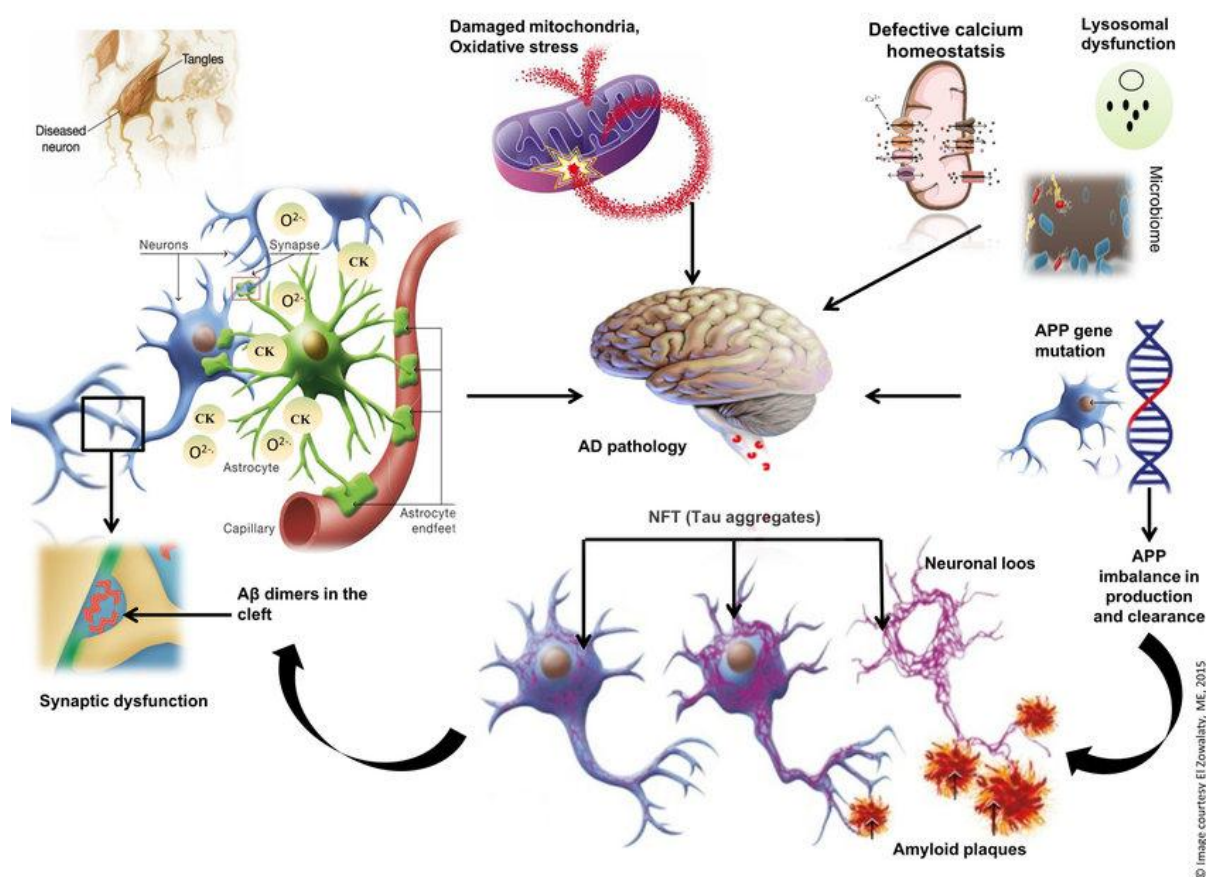 Damaged mitochondria,
Oxidative stress
Defective calcium
homeostatsis
Lysosomal
dysfunction
Tangles
Diseased
neuron
Ca²⁺
Microbiome
O²⁻·
Neurons
Synapse
CK
O²⁻·
CK
APP gene
mutation
CK
CK
O²⁻·
O²⁻·
Astrocyte
AD pathology
Capillary
Astrocyte
endfeet
NFT (Tau aggregates)
Neuronal loos
APP
imbalance in
production
and clearance
Aβ dimers in the
cleft
Synaptic dysfunction
Amyloid plaques
© Image courtesy El Zowalaty, ME, 2015